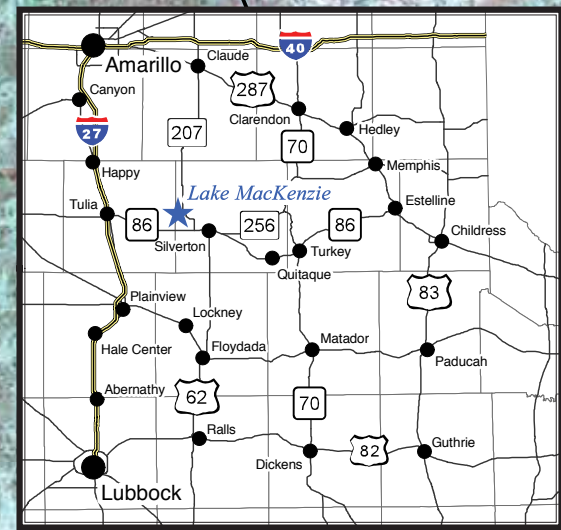 40
Amarillo
Claude
Canyon
287
Clarendon
27
207
Hedley
70
Happy
Memphis
Lake MacKenzie
Tulia
86
Silverton
256
86
Estelline
Childress
Turkey
Quitaque
83
Plainview
Lockney
Hale Center
Floydada
Matador
Paducah
Abernathy
62
70
Ralls
Guthrie
82
Dickens
Lubbock